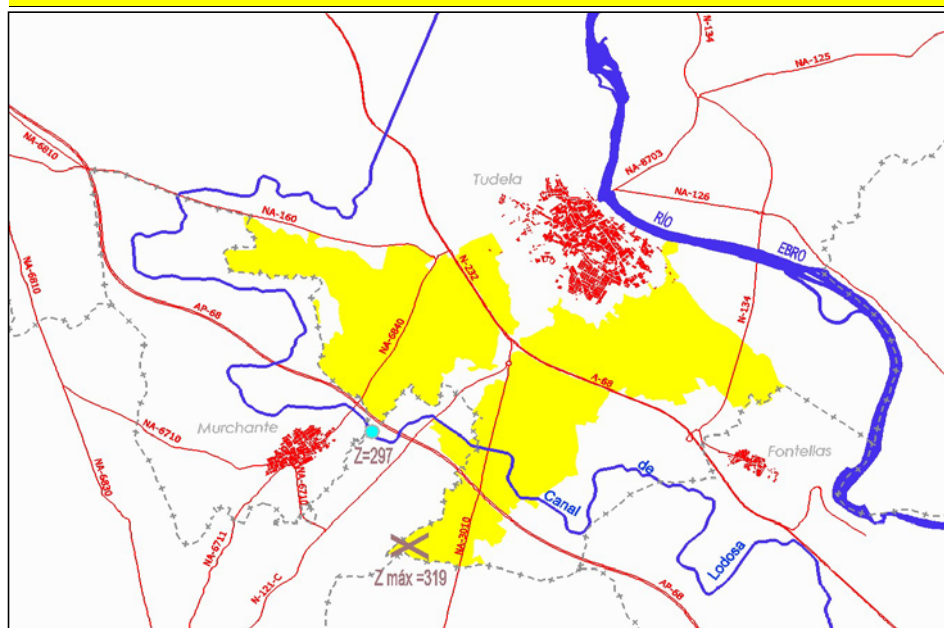 N-134
NA-125
NA-6810
NA-8703
Tudela
NA-126
NA-160
RÍO
EBRO
N-232
NA-6810
AP-68
NA-6840
N-134
A-68
NA-6710
Murchante
Z=297
Fontellas
NA-6710
de
Canal
NA-6830
NA-6711
NA-3010
Lodosa
Z máx =319
N-121-C
AP-68